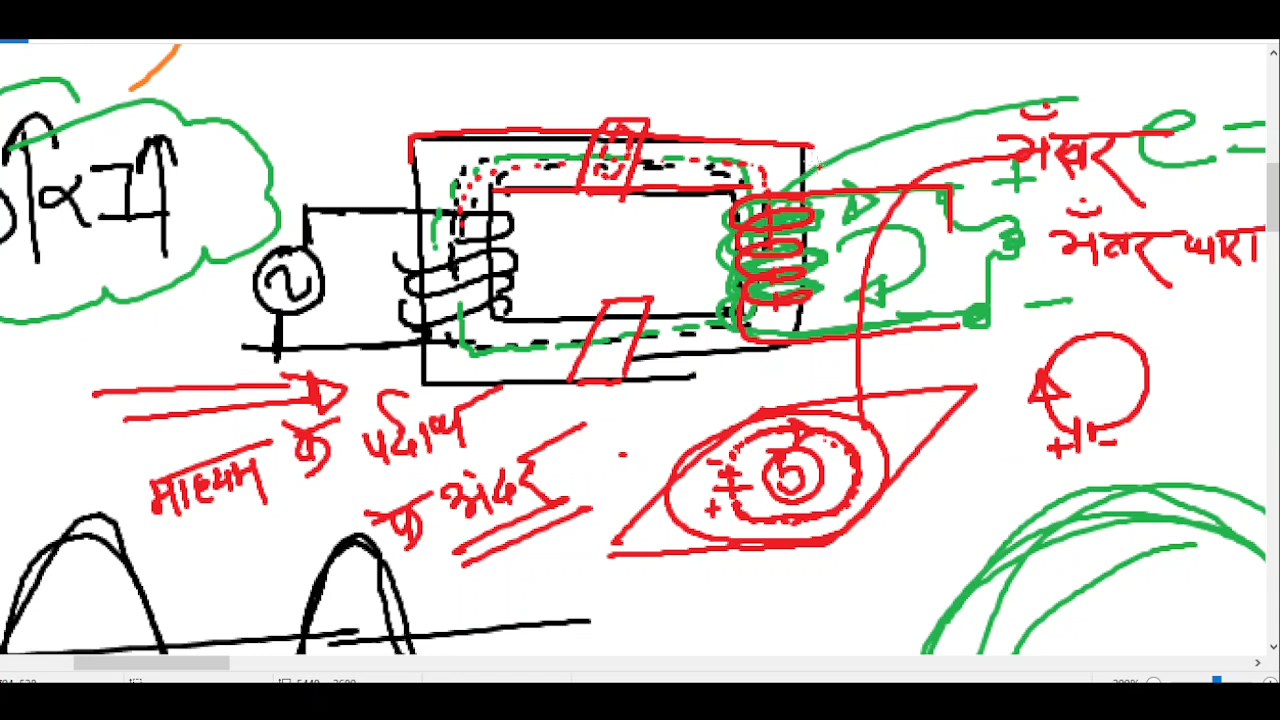 α I
भंवर
e =
+
भंवर धारा
-
माध्यम के पदार्थ
के अंदर
+ -
+